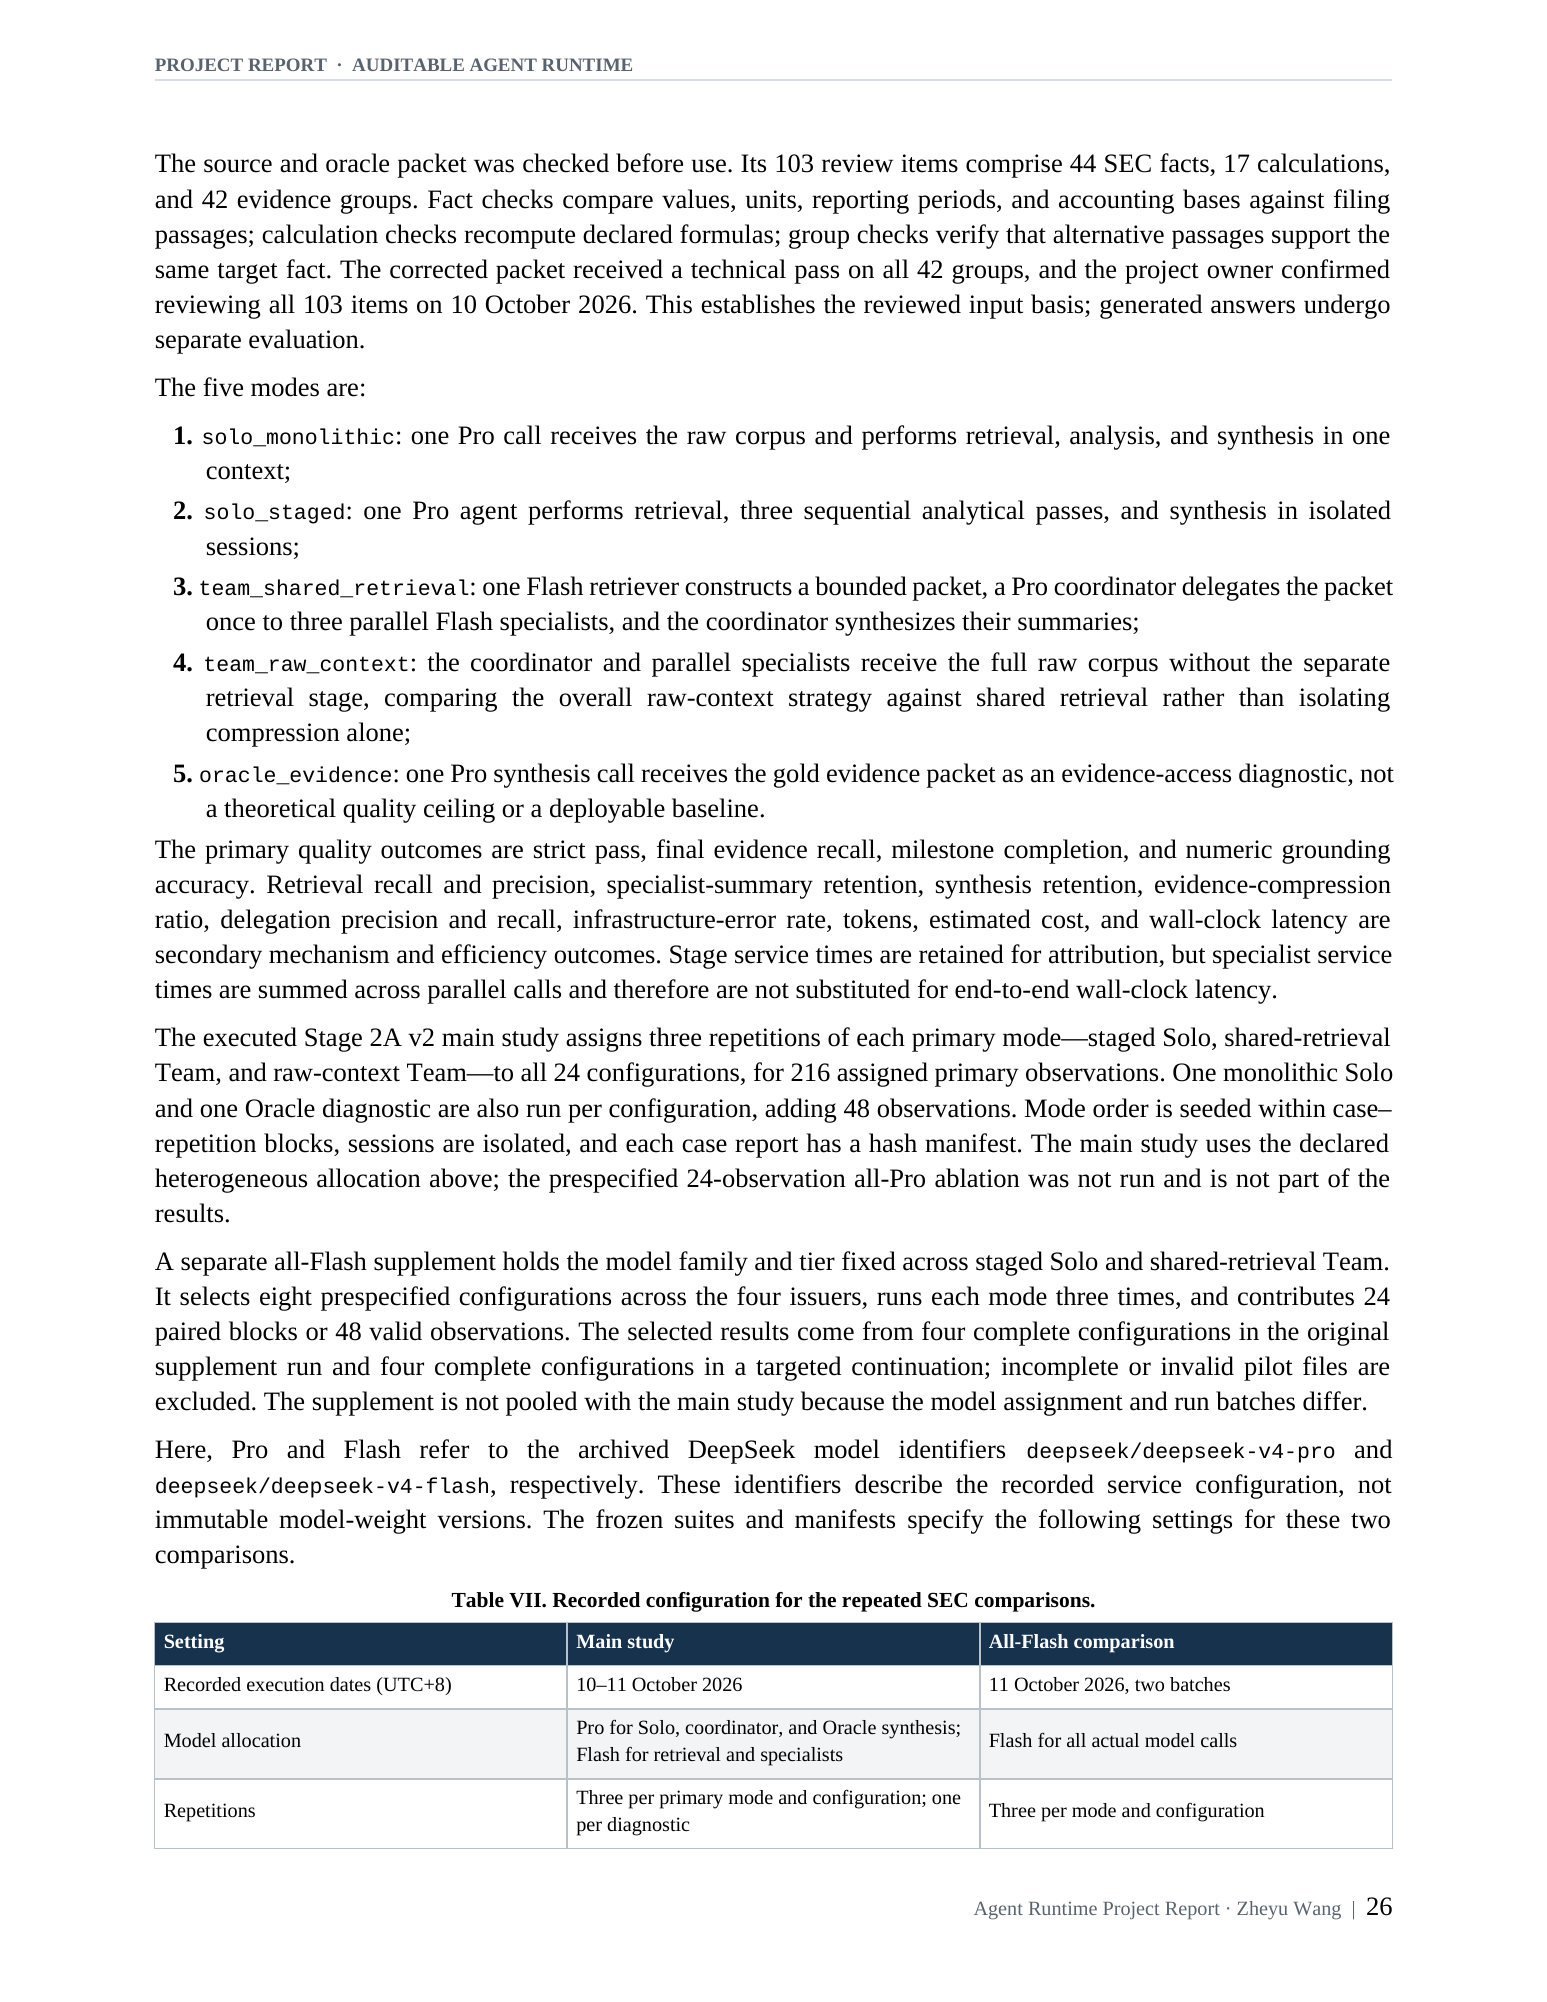 PROJECT REPORT · AUDITABLE AGENT RUNTIME
The source and oracle packet was checked before use. Its 103 review items comprise 44 SEC facts, 17 calculations,
and 42 evidence groups. Fact checks compare values, units, reporting periods, and accounting bases against filing
passages; calculation checks recompute declared formulas; group checks verify that alternative passages support the
same target fact. The corrected packet received a technical pass on all 42 groups, and the project owner confirmed
reviewing all 103 items on 10 October 2026. This establishes the reviewed input basis; generated answers undergo
separate evaluation.
The five modes are:
1. solo_monolithic: one Pro call receives the raw corpus and performs retrieval, analysis, and synthesis in one
context;
2. solo_staged: one Pro agent performs retrieval, three sequential analytical passes, and synthesis in isolated
sessions;
3. team_shared_retrieval: one Flash retriever constructs a bounded packet, a Pro coordinator delegates the packet
once to three parallel Flash specialists, and the coordinator synthesizes their summaries;
4. team_raw_context: the coordinator and parallel specialists receive the full raw corpus without the separate
retrieval stage, comparing the overall raw-context strategy against shared retrieval rather than isolating
compression alone;
5. oracle_evidence: one Pro synthesis call receives the gold evidence packet as an evidence-access diagnostic, not
a theoretical quality ceiling or a deployable baseline.
The primary quality outcomes are strict pass, final evidence recall, milestone completion, and numeric grounding
accuracy. Retrieval recall and precision, specialist-summary retention, synthesis retention, evidence-compression
ratio, delegation precision and recall, infrastructure-error rate, tokens, estimated cost, and wall-clock latency are
secondary mechanism and efficiency outcomes. Stage service times are retained for attribution, but specialist service
times are summed across parallel calls and therefore are not substituted for end-to-end wall-clock latency.
The executed Stage 2A v2 main study assigns three repetitions of each primary mode—staged Solo, shared-retrieval
Team, and raw-context Team—to all 24 configurations, for 216 assigned primary observations. One monolithic Solo
and one Oracle diagnostic are also run per configuration, adding 48 observations. Mode order is seeded within case–
repetition blocks, sessions are isolated, and each case report has a hash manifest. The main study uses the declared
heterogeneous allocation above; the prespecified 24-observation all-Pro ablation was not run and is not part of the
results.
A separate all-Flash supplement holds the model family and tier fixed across staged Solo and shared-retrieval Team.
It selects eight prespecified configurations across the four issuers, runs each mode three times, and contributes 24
paired blocks or 48 valid observations. The selected results come from four complete configurations in the original
supplement run and four complete configurations in a targeted continuation; incomplete or invalid pilot files are
excluded. The supplement is not pooled with the main study because the model assignment and run batches differ.
Here, Pro and Flash refer to the archived DeepSeek model identifiers deepseek/deepseek-v4-pro and
deepseek/deepseek-v4-flash, respectively. These identifiers describe the recorded service configuration, not
immutable model-weight versions. The frozen suites and manifests specify the following settings for these two
comparisons.
Table VII. Recorded configuration for the repeated SEC comparisons.
Setting Main study All-Flash comparison
Recorded execution dates (UTC+8) 10–11 October 2026 11 October 2026, two batches
Model allocation Pro for Solo, coordinator, and Oracle synthesis; Flash for all actual model calls
Flash for retrieval and specialists
Repetitions Three per primary mode and configuration; one Three per mode and configuration
per diagnostic
Agent Runtime Project Report · Zheyu Wang | 26